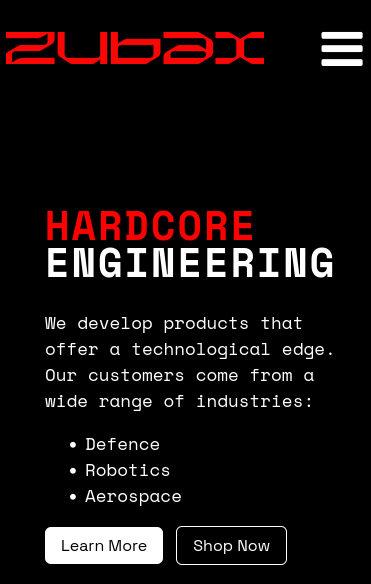 zubax
HARDCORE
ENGINEERING
We develop products that
offer a technological edge.
Our customers come from a
wide range of industries:
• Defence
• Robotics
• Aerospace
Learn More
Shop Now